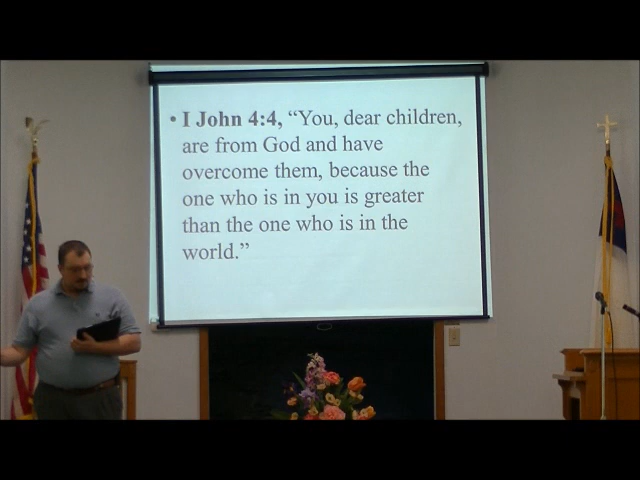 • I John 4:4, “You, dear children,
are from God and have
overcome them, because the
one who is in you is greater
than the one who is in the
world.”